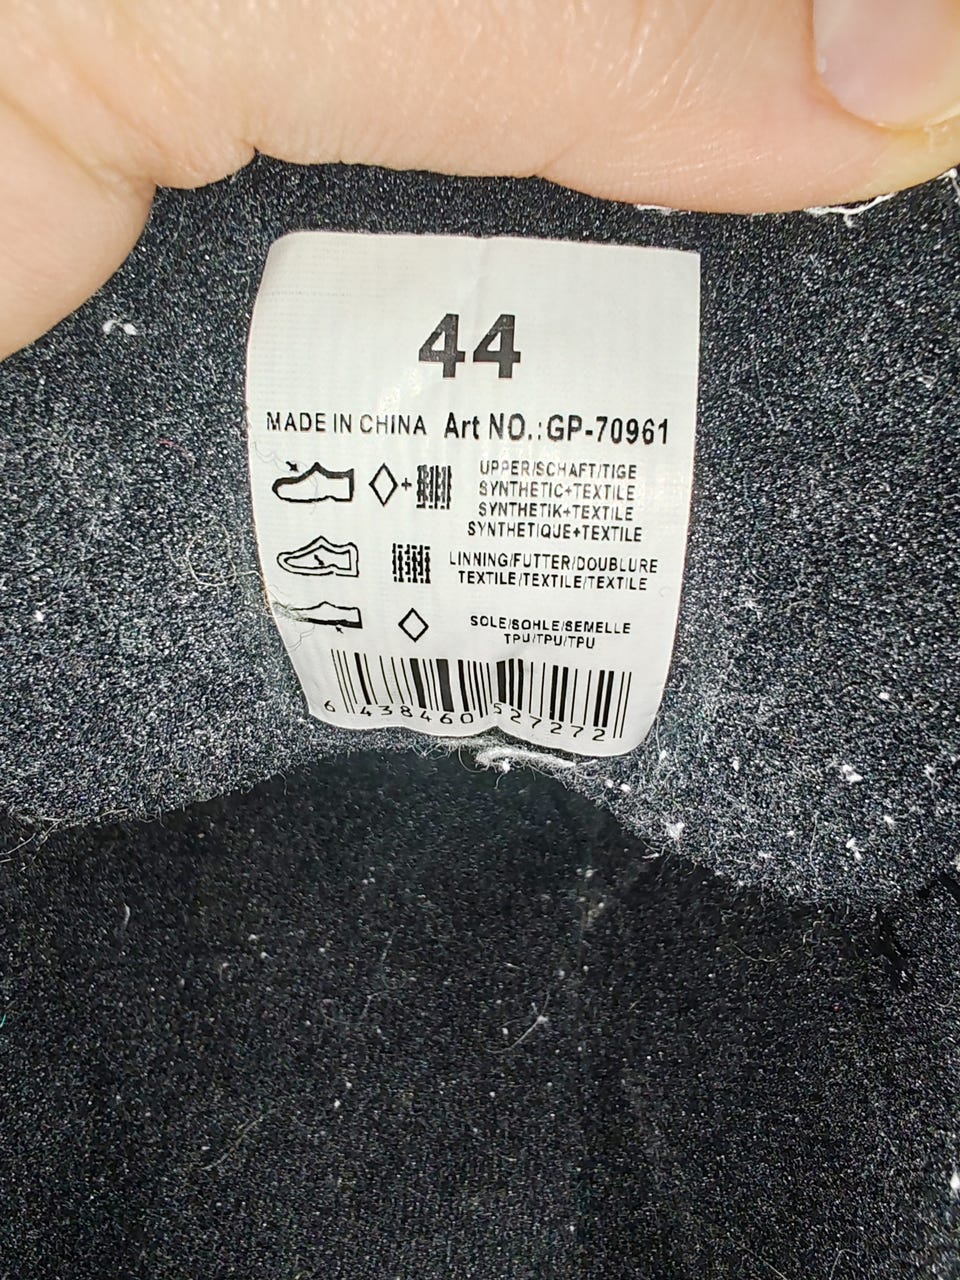 44
MADE IN CHINA Art NO.:GP-70961
UPPER/SCHAFT/TIGE
SYNTHETIC+TEXTILE
SYNTHETIK+TEXTILE
SYNTHETIQUE+TEXTILE
LINNING/FUTTER/DOUBLURE
TEXTILE/TEXTILE/TEXTILE
SOLE/SOHLE/SEMELLE
TPU/TPU/TPU
6 438460 527272